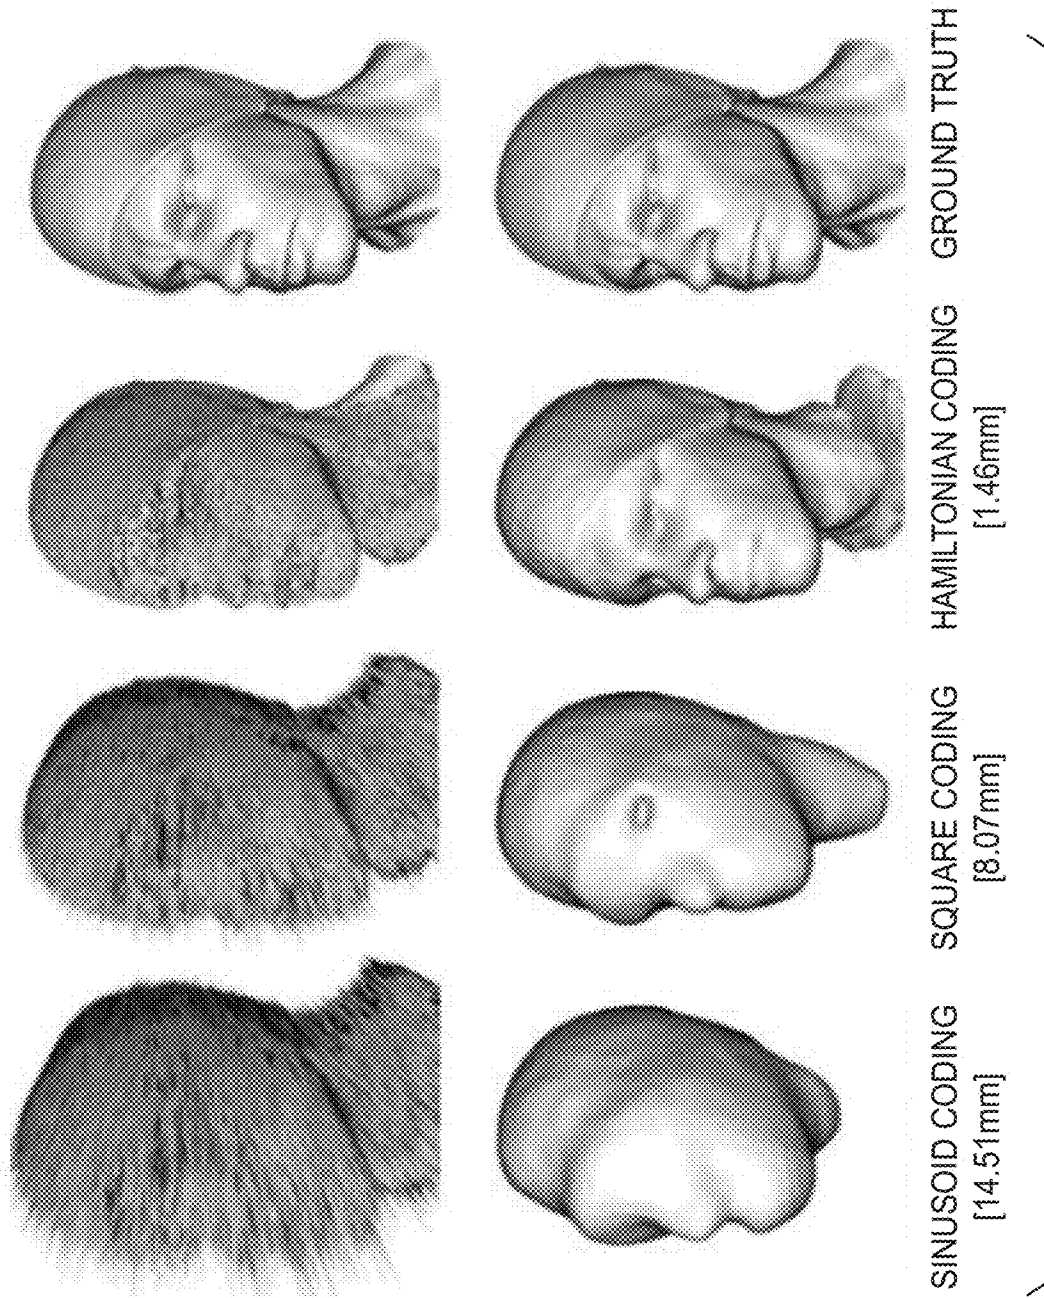 SINUSOID CODING
[14.51mm]
SQUARE CODING
[8.07mm]
HAMILTONIAN CODING
[1.46mm]
GROUND TRUTH